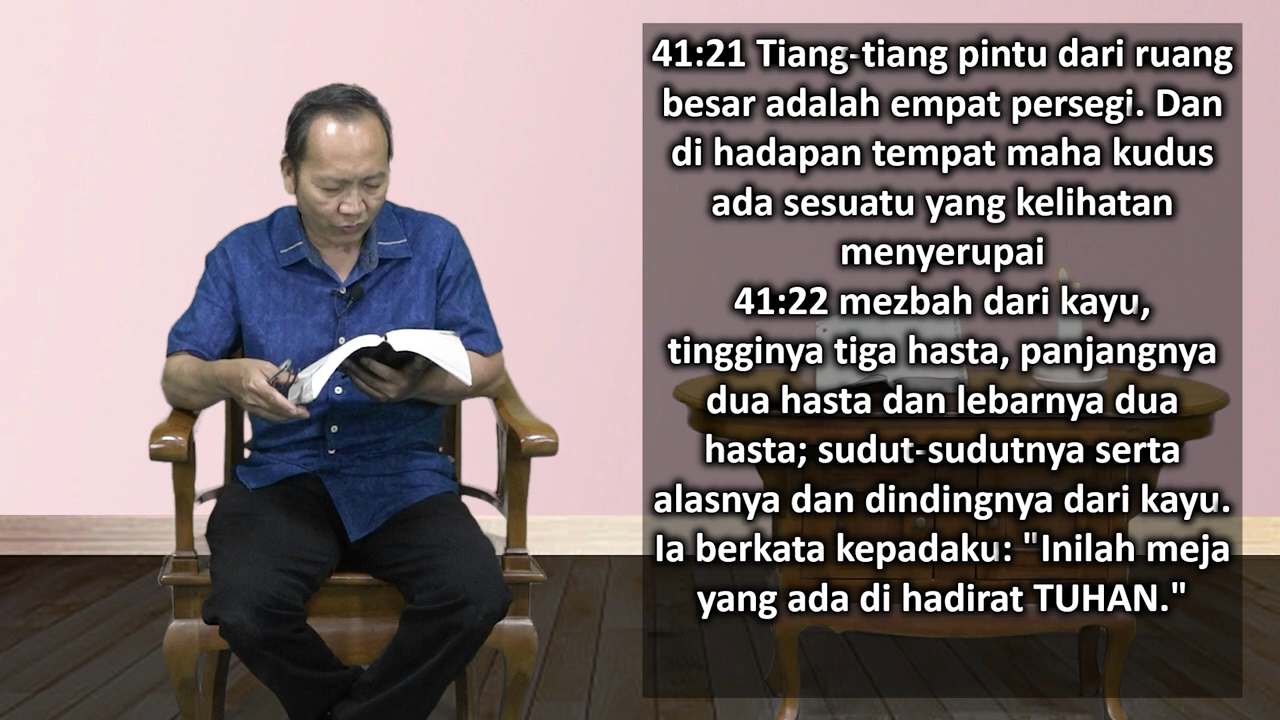 41:21 Tiang-tiang pintu dari ruang
besar adalah empat persegi. Dan
di hadapan tempat maha kudus
ada sesuatu yang kelihatan
menyerupai
41:22 mezbah dari kayu,
tingginya tiga hasta, panjangnya
dua hasta dan lebarnya dua
hasta; sudut-sudutnya serta
alasnya dan dindingnya dari kayu.
Ia berkata kepadaku: "Inilah meja
yang ada di hadirat TUHAN."